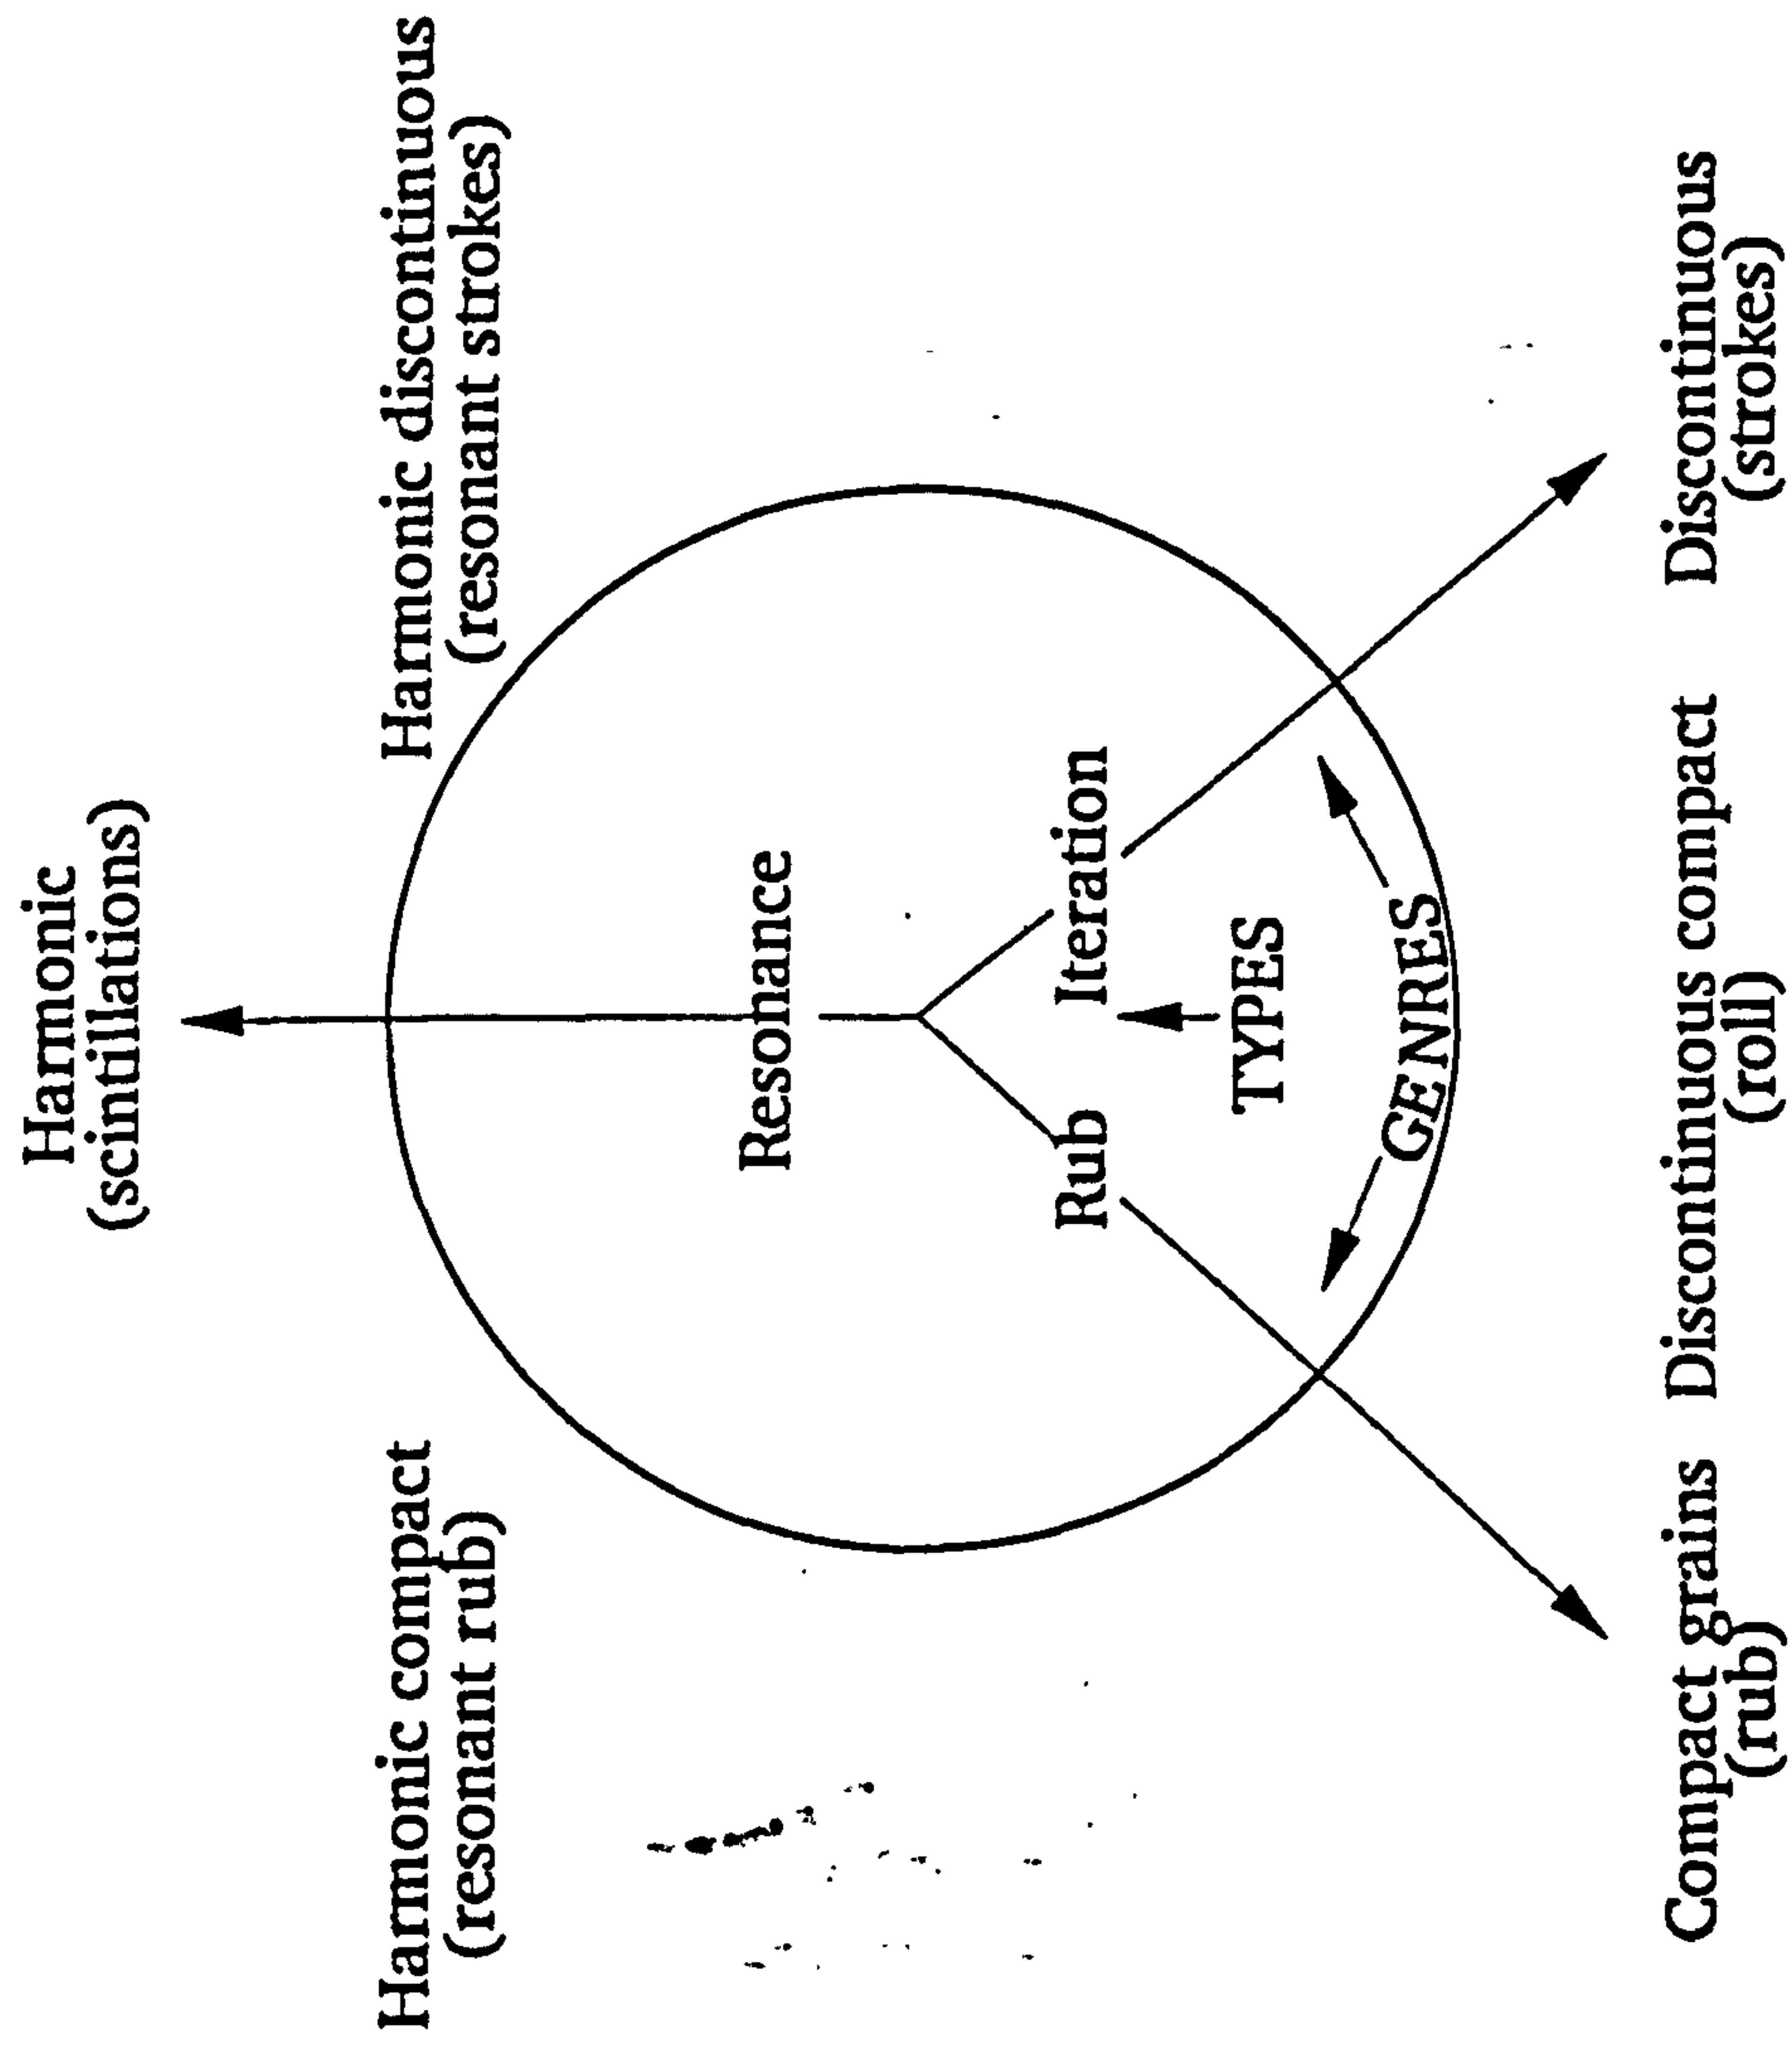 Harmonic
(scintillations)
Harmonic compact
(resonant rub)
Harmonic discontinuous
(resonant strokes)
Resonance
Rub
Iteration
TYPES
GENRES
Compact grains
(rub)
Discontinuous compact
(roll)
Discontinuous
(strokes)